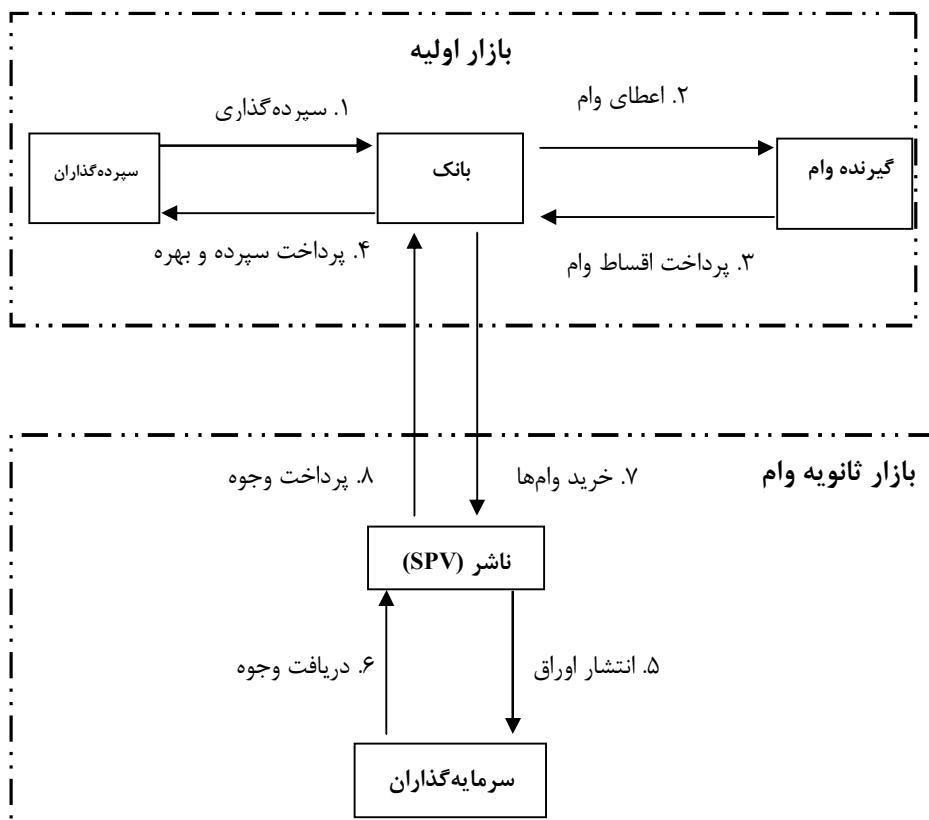 بازار اولیه
۱. سپرده‌گذاری
۲. اعطای وام
گیرنده وام
بانک
سپرده‌گذاران
۴. پرداخت سپرده و بهره
۳. پرداخت اقساط وام
بازار ثانویه وام
۷. خرید وام‌ها
۸. پرداخت وجوه
ناشر (SPV)
۵. انتشار اوراق
۶. دریافت وجوه
سرمایه‌گذاران